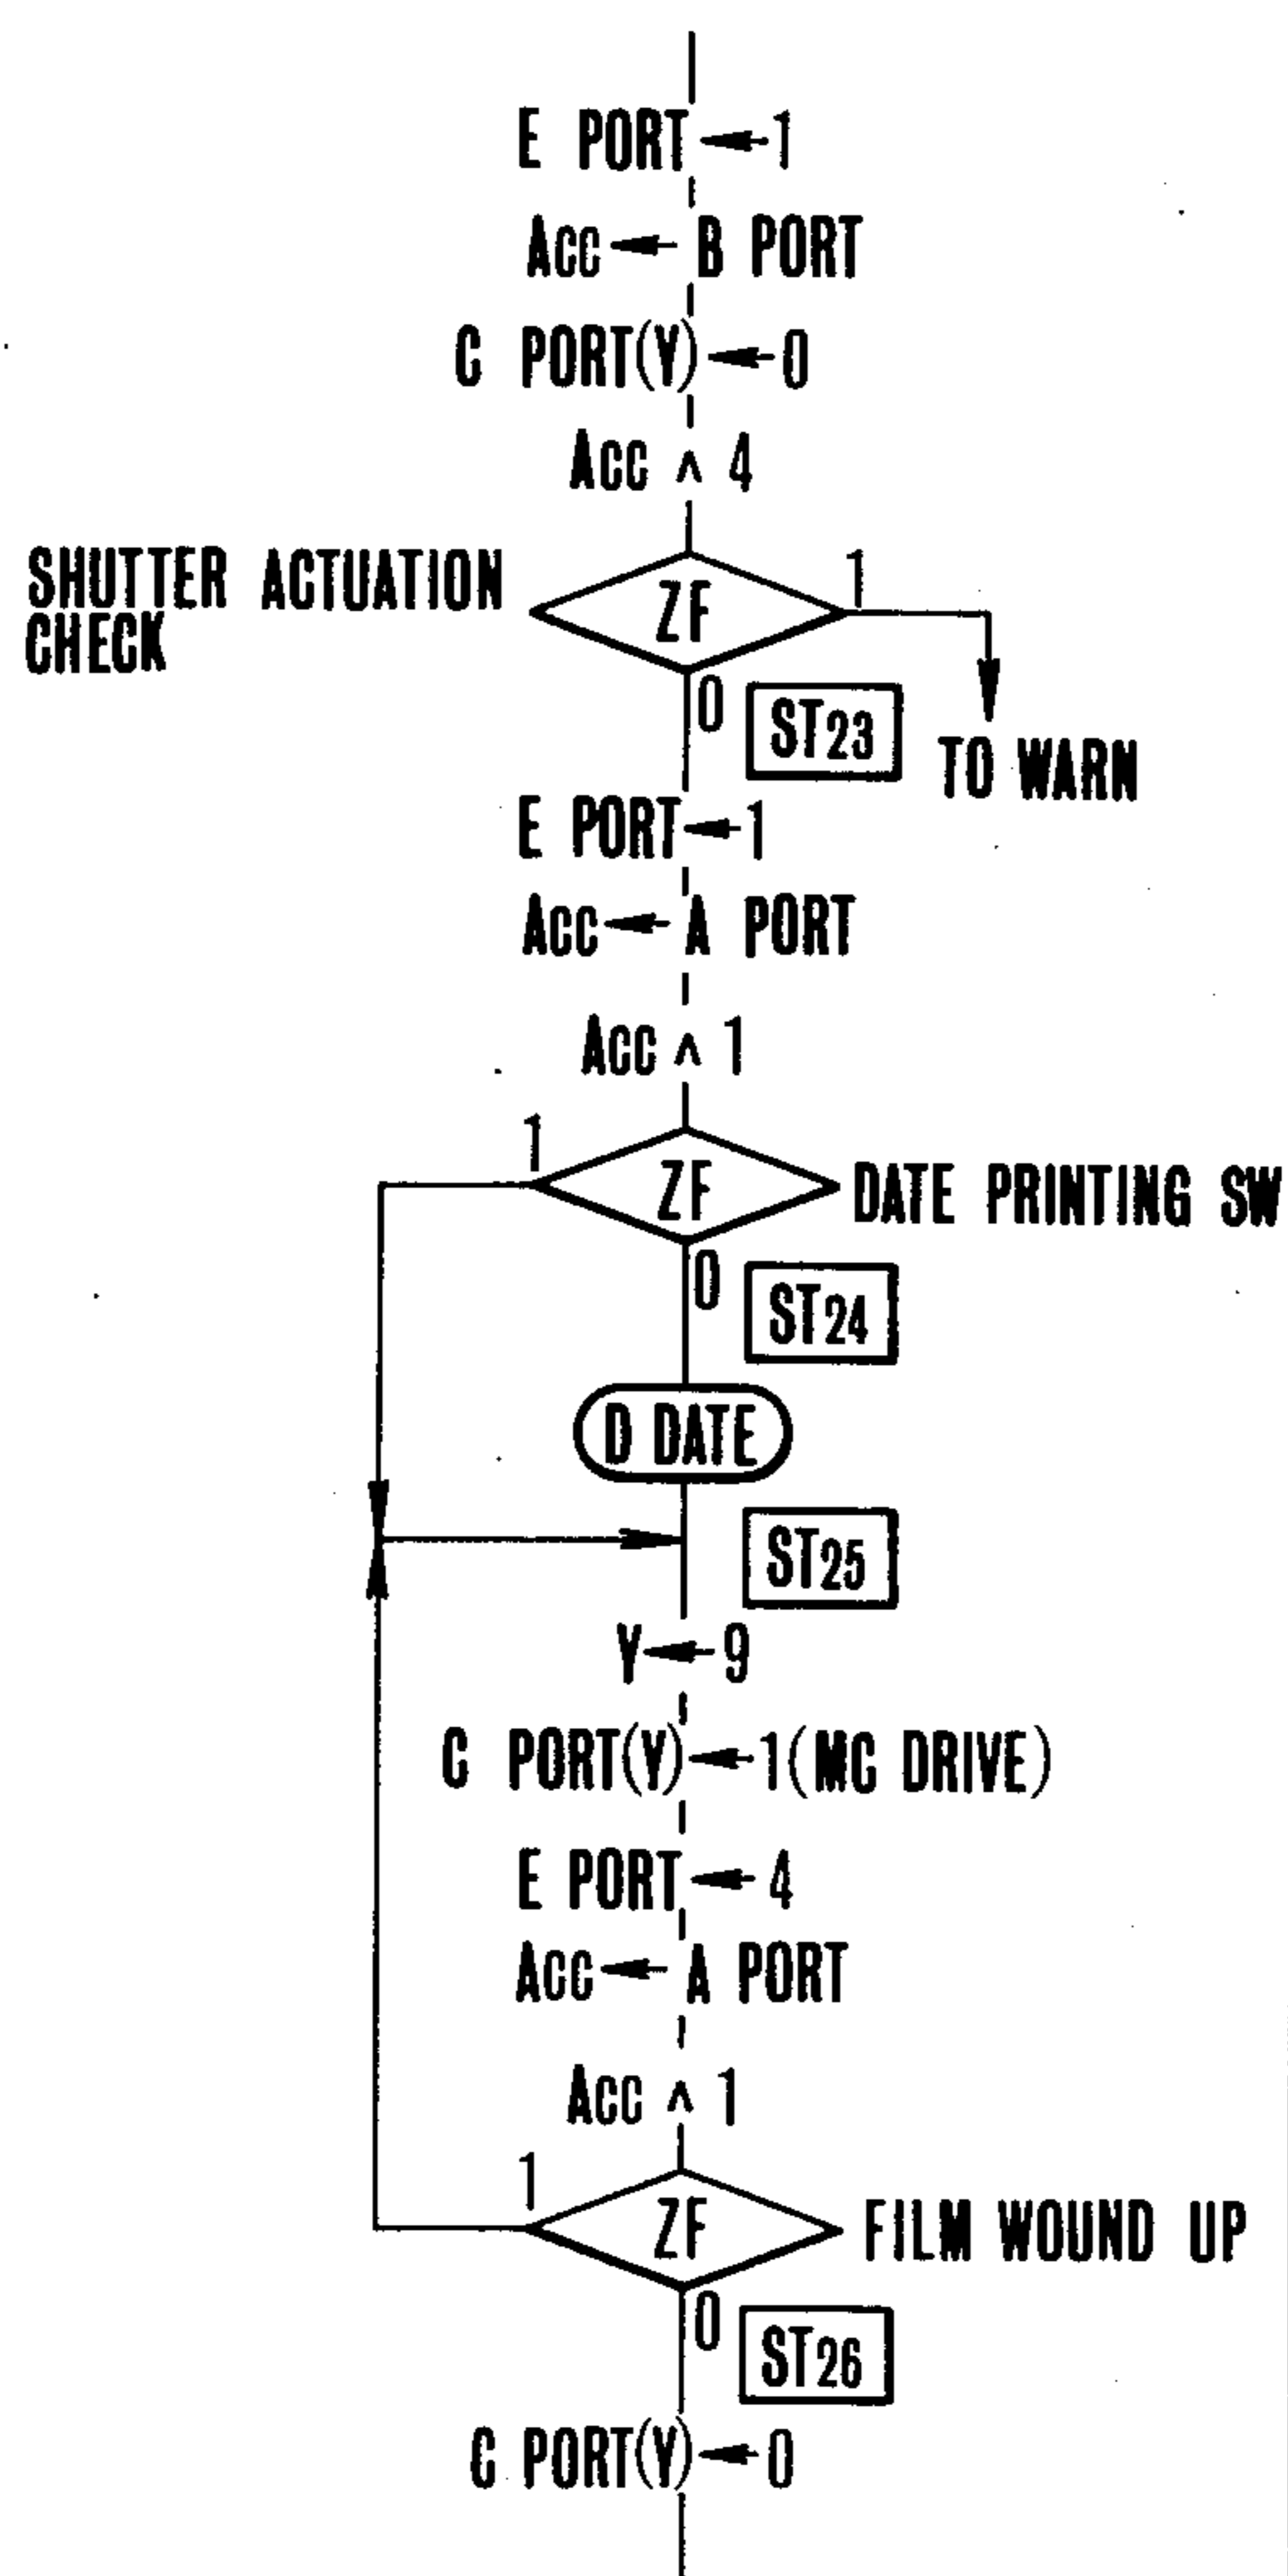 E PORT←1
Acc←B PORT
C PORT(Y)←0
Acc ∧ 4
SHUTTER ACTUATION
CHECK
ZF
1
0
ST23
TO WARN
E PORT←1
Acc←A PORT
Acc ∧ 1
1
ZF
DATE PRINTING SW
0
ST24
D DATE
ST25
Y←9
C PORT(Y)←1(MC DRIVE)
E PORT←4
Acc←A PORT
Acc ∧ 1
1
ZF
FILM WOUND UP
0
ST26
C PORT(Y)←0